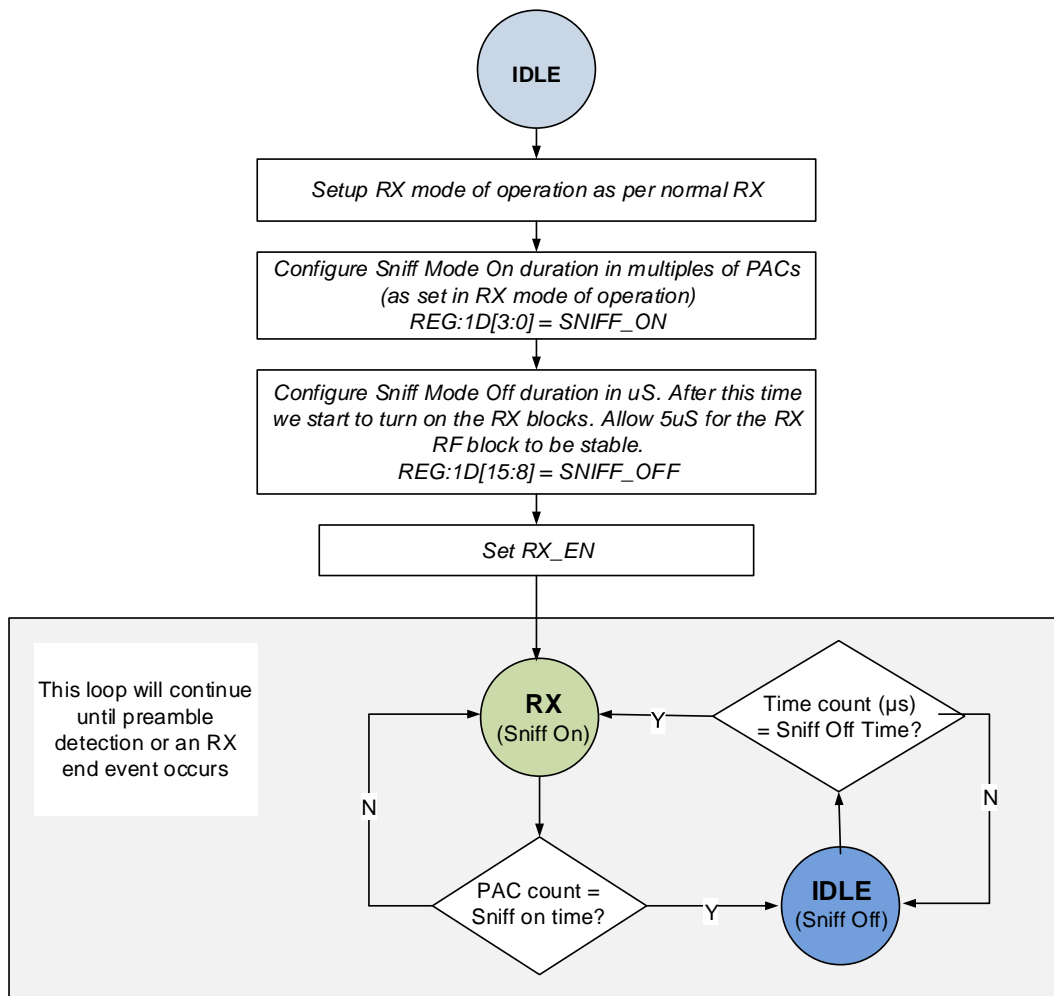 IDLE
Setup RX mode of operation as per normal RX
Configure Sniff Mode On duration in multiples of PACs
(as set in RX mode of operation)
REG:1D[3:0] = SNIFF_ON
Configure Sniff Mode Off duration in uS. After this time
we start to turn on the RX blocks. Allow 5uS for the RX
RF block to be stable.
REG:1D[15:8] = SNIFF_OFF
Set RX_EN
This loop will continue
until preamble
detection or an RX
end event occurs
RX
(Sniff On)
Y
Time count (µs)
= Sniff Off Time?
N
N
PAC count =
Sniff on time?
Y
IDLE
(Sniff Off)